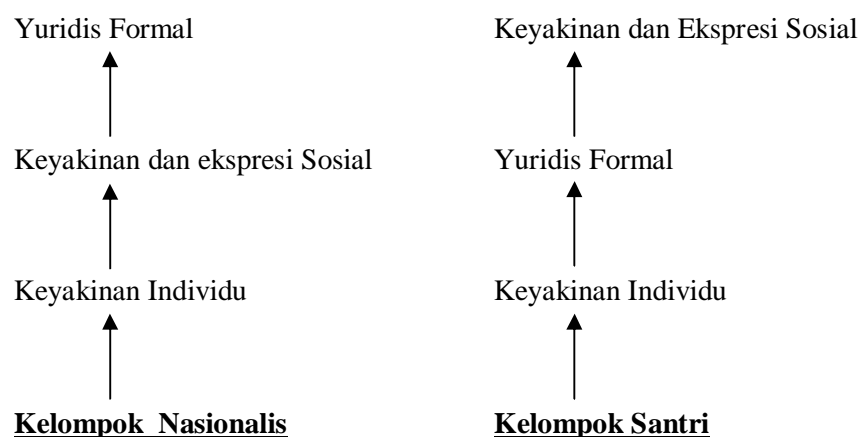 Yuridis Formal
Keyakinan dan Ekspresi Sosial
Keyakinan dan ekspresi Sosial
Yuridis Formal
Keyakinan Individu
Keyakinan Individu
Kelompok Nasionalis
Kelompok Santri